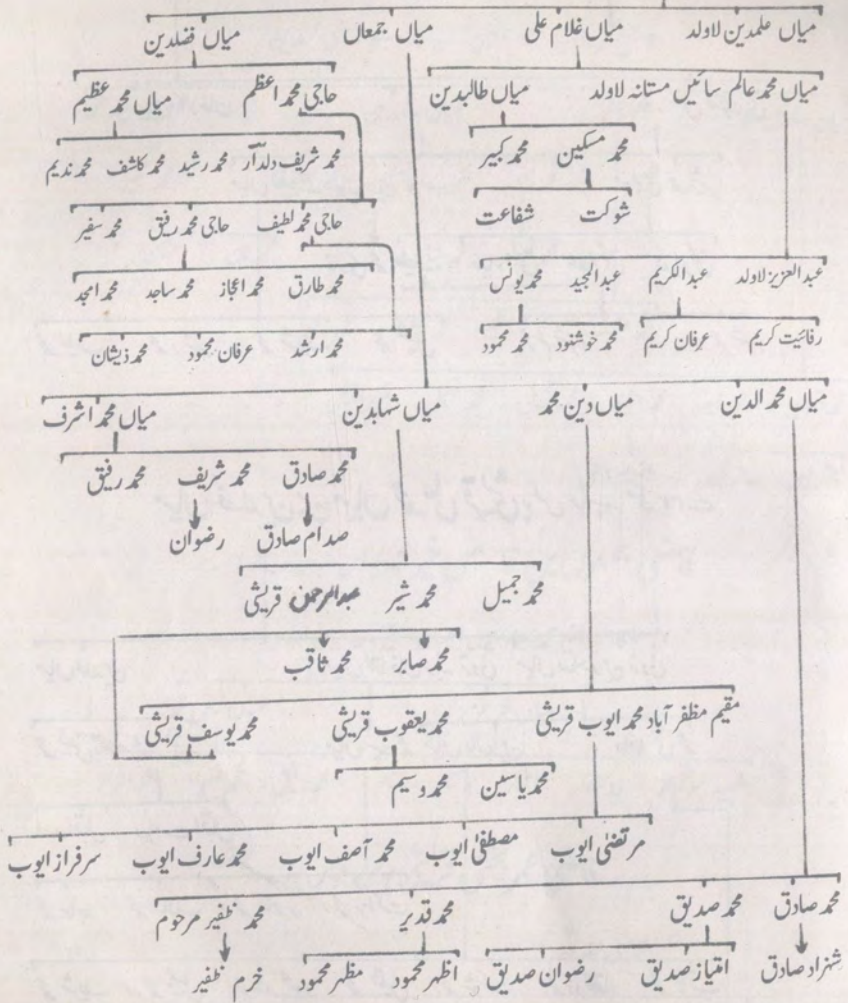 میاں علمدین لاولد میاں غلام علی میاں جمعاں میاں فضلدین
میاں محمد عالم سائیں مستانہ لاولد میاں طالبدین حاجی محمد اعظم میاں محمد عظیم
محمد مسکین محمد کبیر محمد شریف دلدار محمد رشید محمد کاشف محمد ندیم
شوکت شفاعت حاجی محمد لطیف حاجی محمد رفیق محمد سفیر
عبدالعزیز لاولد عبدالکریم عبدالمجید محمد یونس محمد طارق محمد اعجاز محمد ساجد محمد امجد
رفائیت کریم عرفان کریم محمد خوشنود محمد محمود محمد ارشد عرفان محمود محمد ذیشان
میاں محمد الدین میاں دین محمد میاں شہابدین میاں محمد اشرف
محمد صادق محمد شریف محمد رفیق
صدام صادق رضوان
محمد جمیل محمد شبیر عبدالرحمن قریشی
محمد صابر محمد ثاقب
مقیم مظفر آباد محمد ایوب قریشی محمد یعقوب قریشی محمد یوسف قریشی
محمد یاسین محمد وسیم
مرتضیٰ ایوب مصطفیٰ ایوب محمد آصف ایوب محمد عارف ایوب سرفراز ایوب
محمد صادق محمد صدیق محمد قدیر محمد ظفیر مرحوم
شہزاد صادق امتیاز صدیق رضوان صدیق اظہر محمود مظہر محمود خرم ظفیر